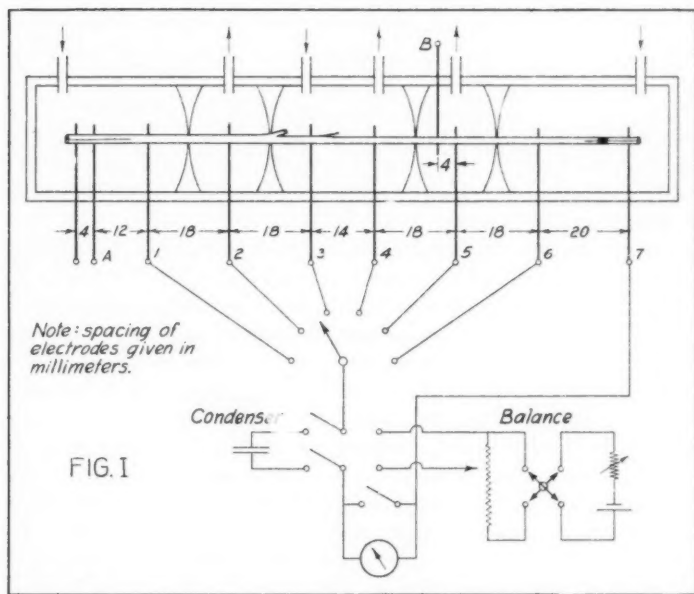 B
4
4 12 18 18 14 18 18 20
A 1 2 3 4 5 6 7
Note: spacing of
electrodes given in
millimeters.
Condenser Balance
FIG. I